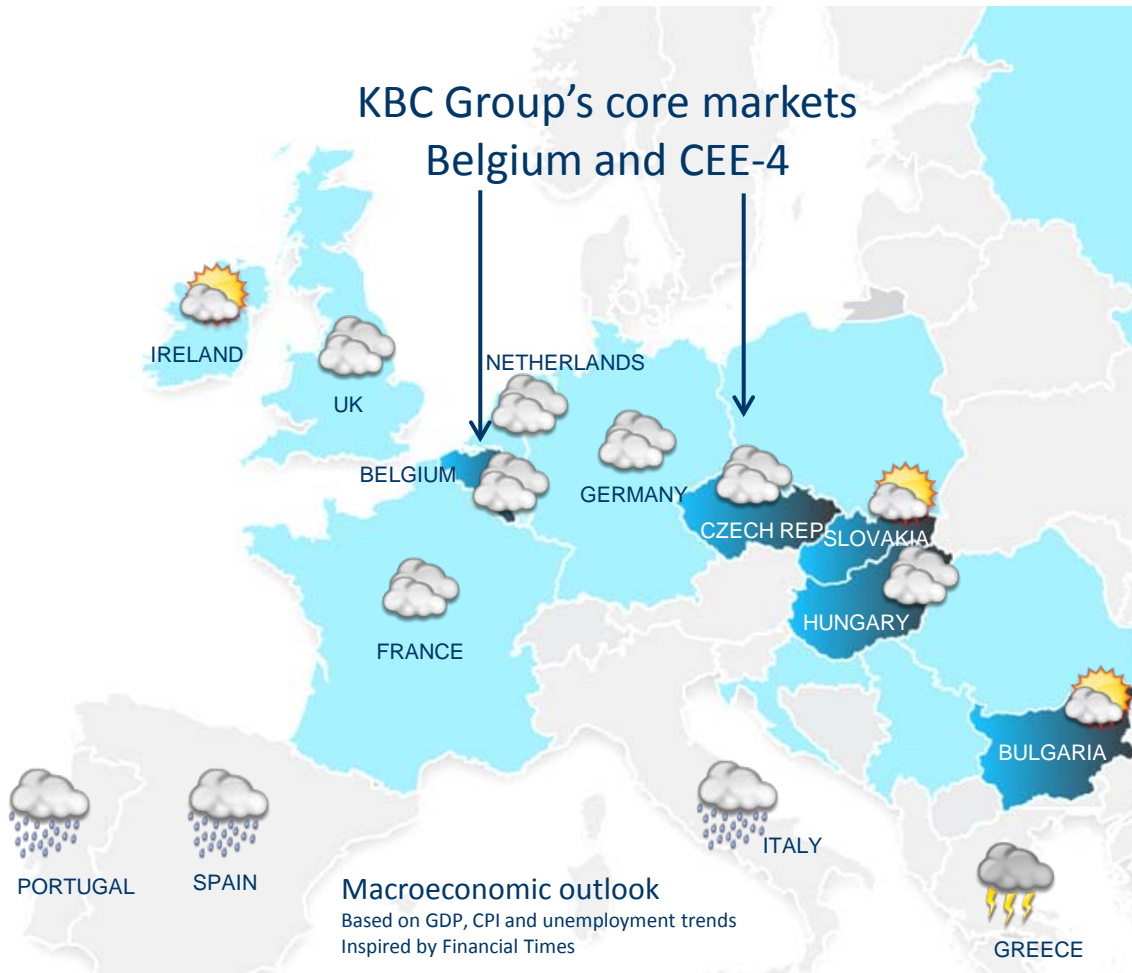 KBC Group’s core markets
Belgium and CEE-4
IRELAND
UK
NETHERLANDS
BELGIUM
GERMANY
CZECH REP
SLOVAKIA
HUNGARY
FRANCE
BULGARIA
ITALY
PORTUGAL
SPAIN
Macroeconomic outlook
Based on GDP, CPI and unemployment trends
Inspired by Financial Times
GREECE